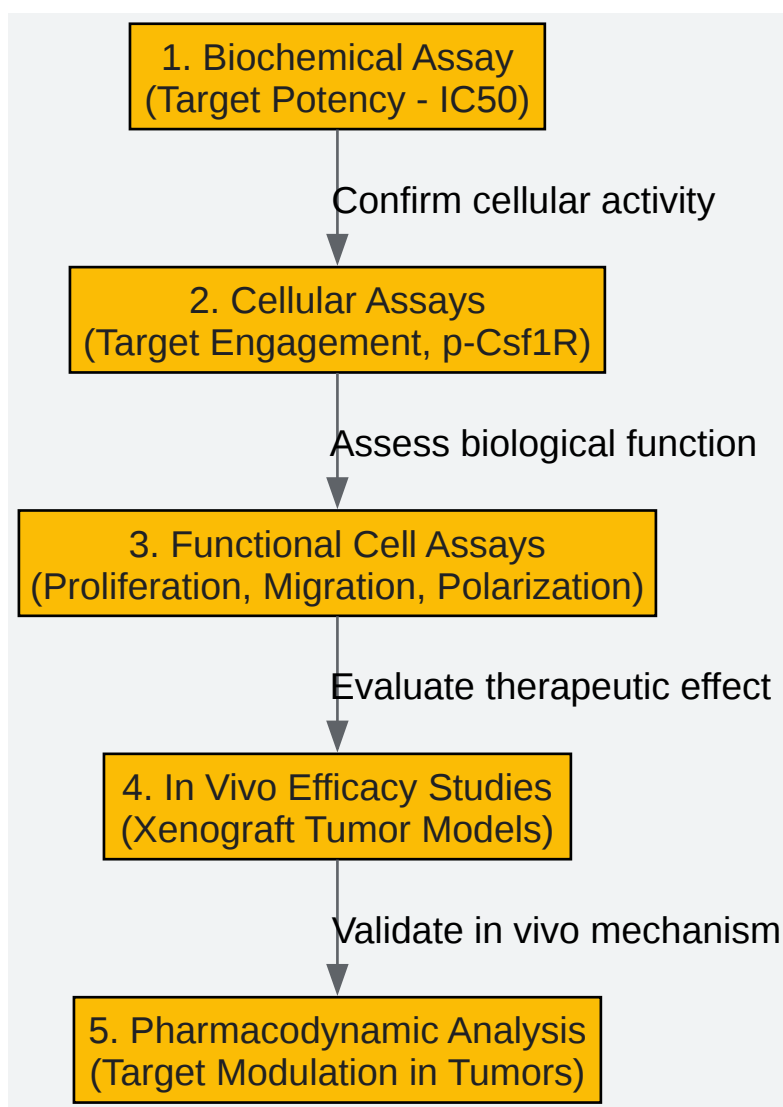 1. Biochemical Assay
(Target Potency - IC50)
Confirm cellular activity
2. Cellular Assays
(Target Engagement, p-Csf1R)
Assess biological function
3. Functional Cell Assays
(Proliferation, Migration, Polarization)
Evaluate therapeutic effect
4. In Vivo Efficacy Studies
(Xenograft Tumor Models)
Validate in vivo mechanism
5. Pharmacodynamic Analysis
(Target Modulation in Tumors)